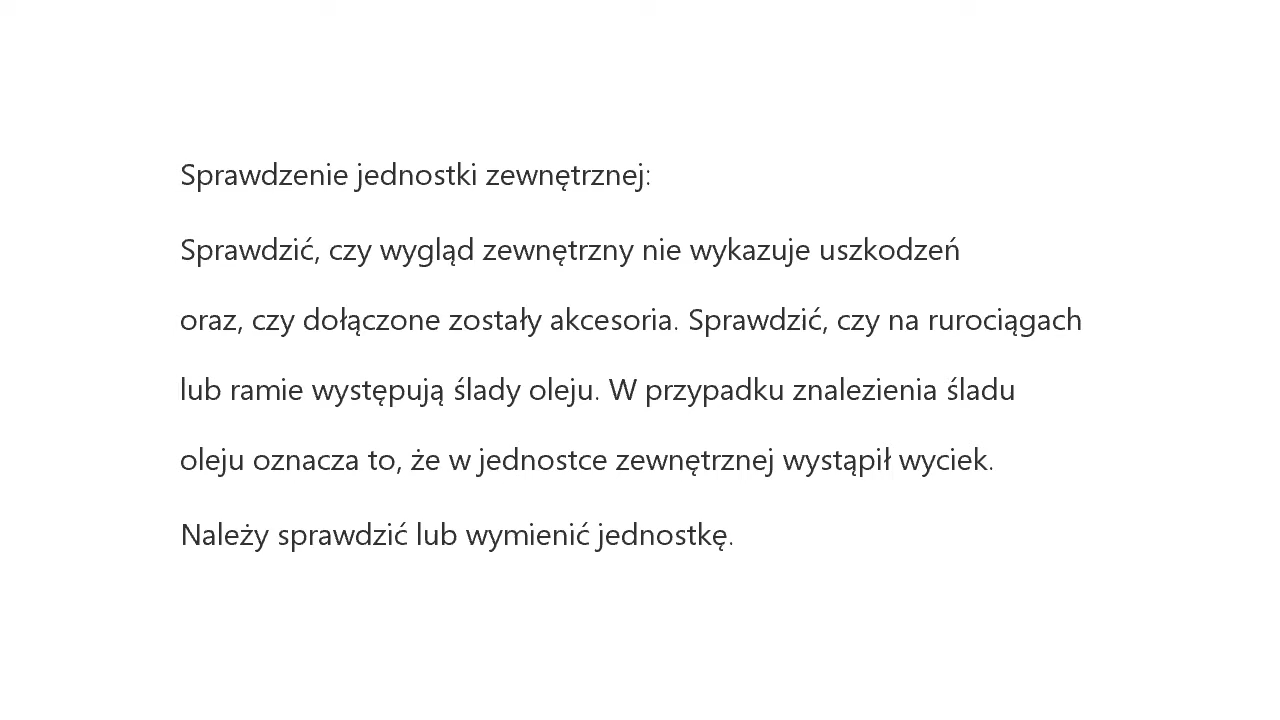 Sprawdzenie jednostki zewnętrznej:
Sprawdzić, czy wygląd zewnętrzny nie wykazuje uszkodzeń
oraz, czy dołączone zostały akcesoria. Sprawdzić, czy na rurociągach
lub ramie występują ślady oleju. W przypadku znalezienia śladu
oleju oznacza to, że w jednostce zewnętrznej wystąpił wyciek.
Należy sprawdzić lub wymienić jednostkę.